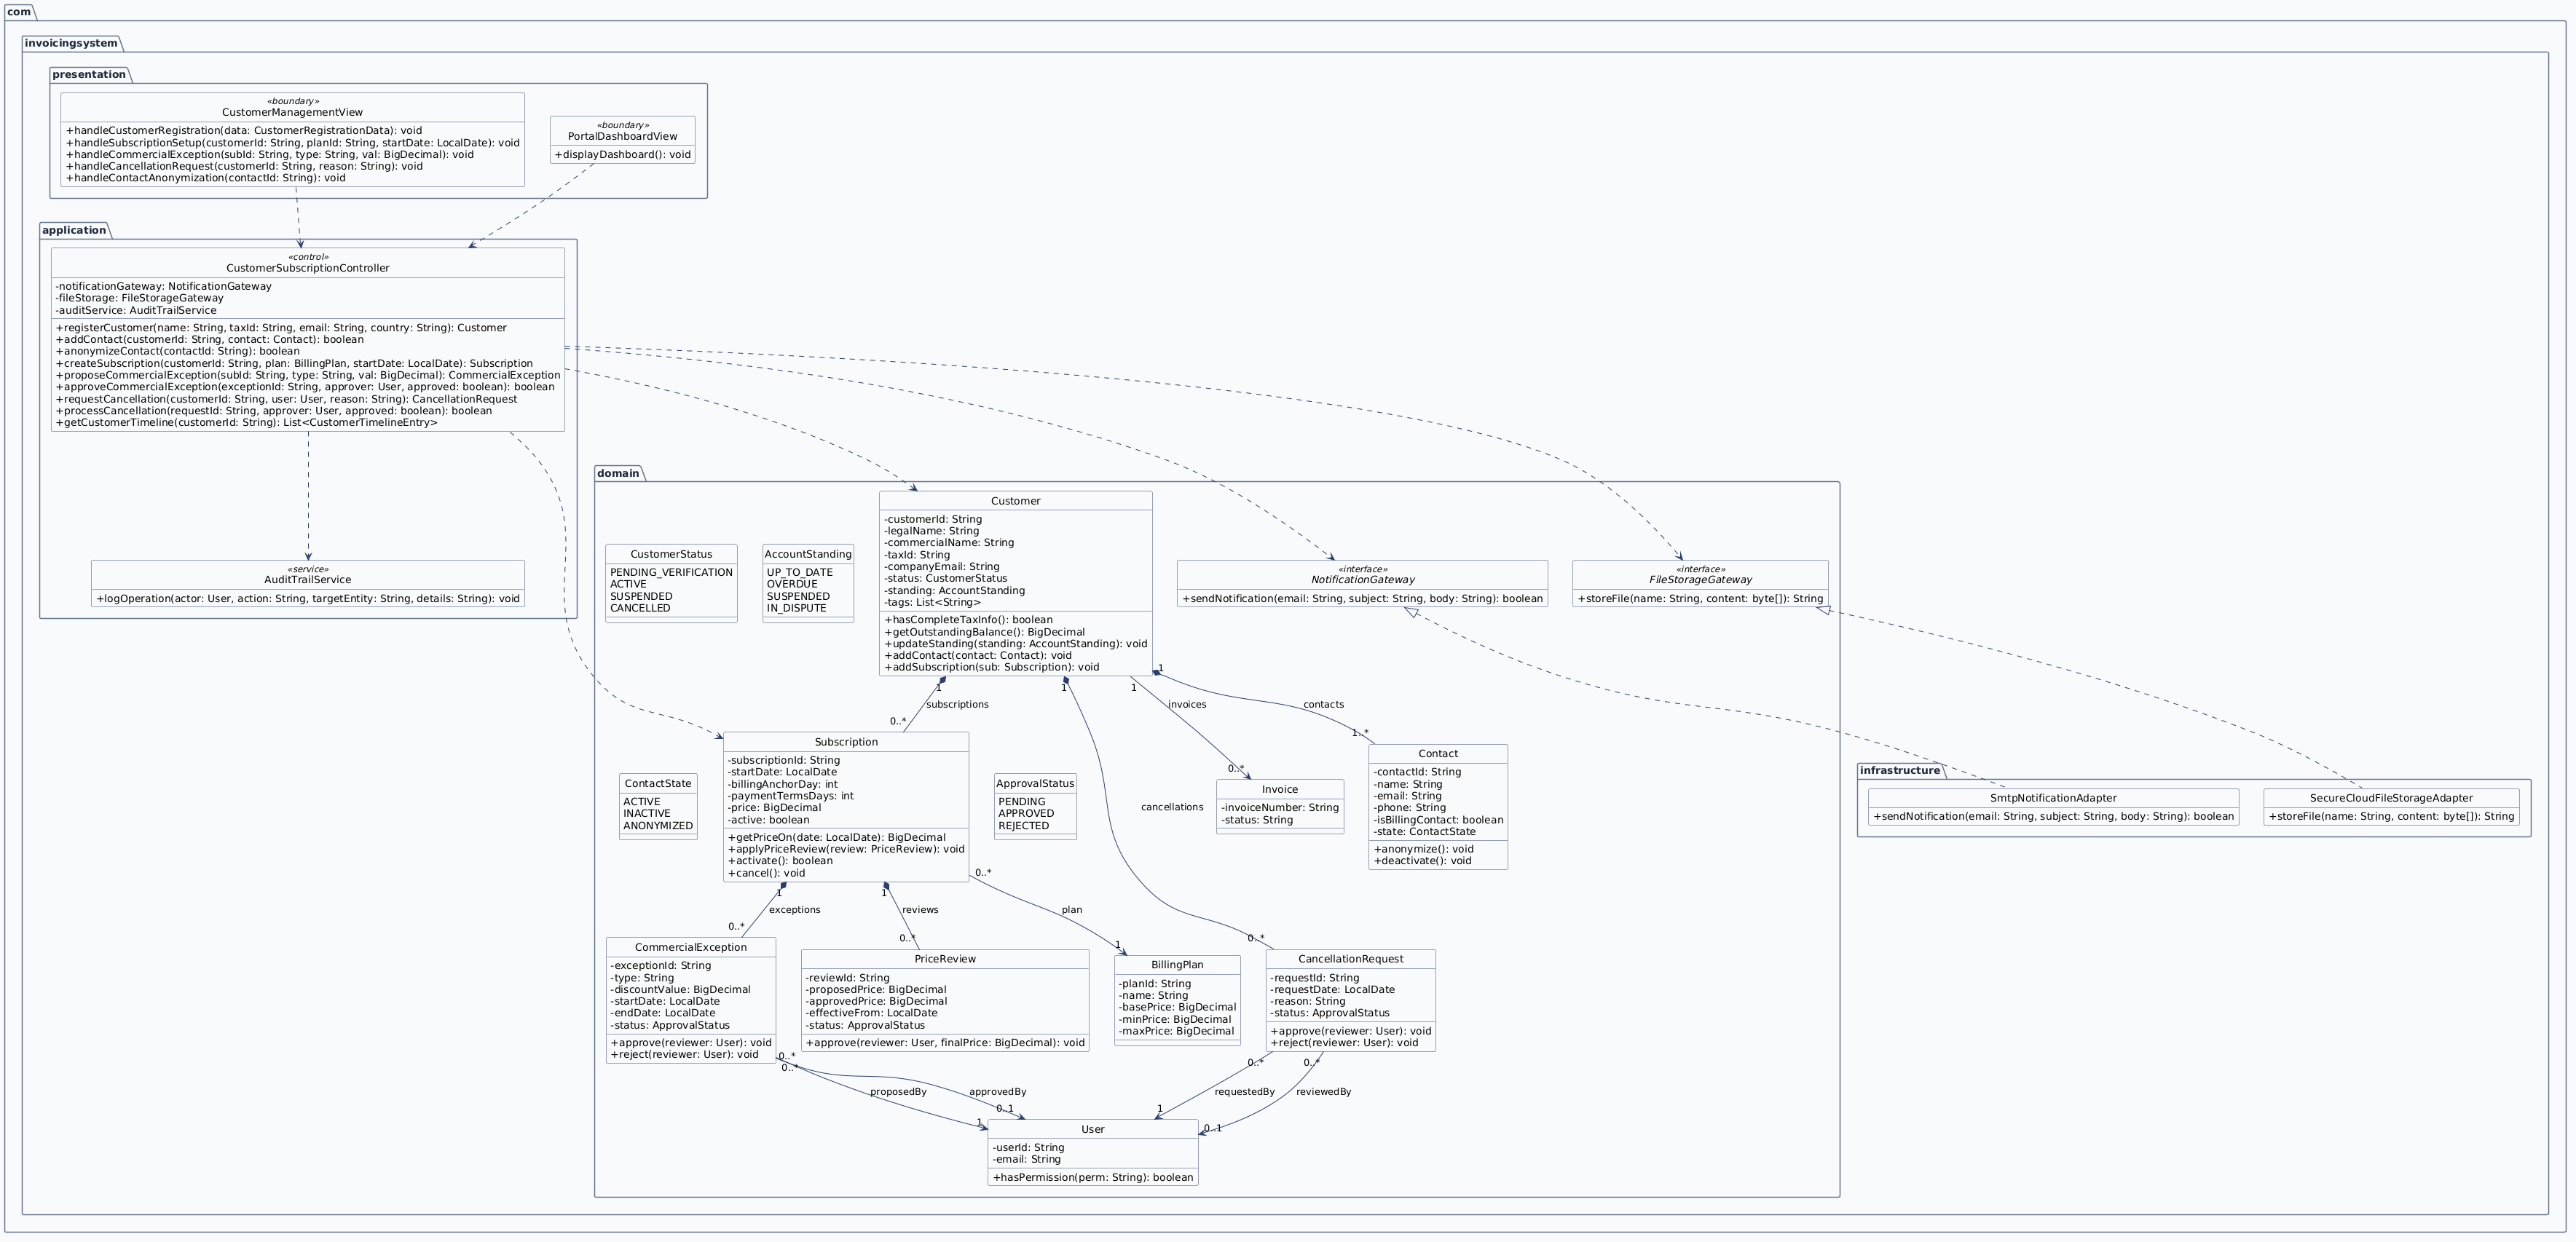 com
invoicingsystem
presentation
«boundary»
CustomerManagementView
+handleCustomerRegistration(data: CustomerRegistrationData): void
+handleSubscriptionSetup(customerId: String, planId: String, startDate: LocalDate): void
+handleCommercialException(subId: String, type: String, val: BigDecimal): void
+handleCancellationRequest(customerId: String, reason: String): void
+handleContactAnonymization(contactId: String): void
«boundary»
PortalDashboardView
+displayDashboard(): void
application
«control»
CustomerSubscriptionController
-notificationGateway: NotificationGateway
-fileStorage: FileStorageGateway
-auditService: AuditTrailService
+registerCustomer(name: String, taxId: String, email: String, country: String): Customer
+addContact(customerId: String, contact: Contact): boolean
+anonymizeContact(contactId: String): boolean
+createSubscription(customerId: String, plan: BillingPlan, startDate: LocalDate): Subscription
+proposeCommercialException(subId: String, type: String, val: BigDecimal): CommercialException
+approveCommercialException(exceptionId: String, approver: User, approved: boolean): boolean
+requestCancellation(customerId: String, user: User, reason: String): CancellationRequest
+processCancellation(requestId: String, approver: User, approved: boolean): boolean
+getCustomerTimeline(customerId: String): List<CustomerTimelineEntry>
«service»
AuditTrailService
+logOperation(actor: User, action: String, targetEntity: String, details: String): void
domain
CustomerStatus
PENDING_VERIFICATION
ACTIVE
SUSPENDED
CANCELLED
AccountStanding
UP_TO_DATE
OVERDUE
SUSPENDED
IN_DISPUTE
Customer
-customerId: String
-legalName: String
-commercialName: String
-taxId: String
-companyEmail: String
-status: CustomerStatus
-standing: AccountStanding
-tags: List<String>
+hasCompleteTaxInfo(): boolean
+getOutstandingBalance(): BigDecimal
+updateStanding(standing: AccountStanding): void
+addContact(contact: Contact): void
+addSubscription(sub: Subscription): void
«interface»
NotificationGateway
+sendNotification(email: String, subject: String, body: String): boolean
«interface»
FileStorageGateway
+storeFile(name: String, content: byte[]): String
1
1
1
1
subscriptions
invoices
contacts
0..*
1..*
0..*
cancellations
ContactState
ACTIVE
INACTIVE
ANONYMIZED
Subscription
-subscriptionId: String
-startDate: LocalDate
-billingAnchorDay: int
-paymentTermsDays: int
-price: BigDecimal
-active: boolean
+getPriceOn(date: LocalDate): BigDecimal
+applyPriceReview(review: PriceReview): void
+activate(): boolean
+cancel(): void
ApprovalStatus
PENDING
APPROVED
REJECTED
Invoice
-invoiceNumber: String
-status: String
Contact
-contactId: String
-name: String
-email: String
-phone: String
-isBillingContact: boolean
-state: ContactState
+anonymize(): void
+deactivate(): void
infrastructure
SmtpNotificationAdapter
+sendNotification(email: String, subject: String, body: String): boolean
SecureCloudFileStorageAdapter
+storeFile(name: String, content: byte[]): String
1
1
0..*
exceptions
reviews
plan
0..*
0..*
1
0..*
CommercialException
-exceptionId: String
-type: String
-discountValue: BigDecimal
-startDate: LocalDate
-endDate: LocalDate
-status: ApprovalStatus
+approve(reviewer: User): void
+reject(reviewer: User): void
PriceReview
-reviewId: String
-proposedPrice: BigDecimal
-approvedPrice: BigDecimal
-effectiveFrom: LocalDate
-status: ApprovalStatus
+approve(reviewer: User, finalPrice: BigDecimal): void
BillingPlan
-planId: String
-name: String
-basePrice: BigDecimal
-minPrice: BigDecimal
-maxPrice: BigDecimal
CancellationRequest
-requestId: String
-requestDate: LocalDate
-reason: String
-status: ApprovalStatus
+approve(reviewer: User): void
+reject(reviewer: User): void
0..*
0..*
0..*
0..*
proposedBy
approvedBy
requestedBy
reviewedBy
1
0..1
1
0..1
User
-userId: String
-email: String
+hasPermission(perm: String): boolean